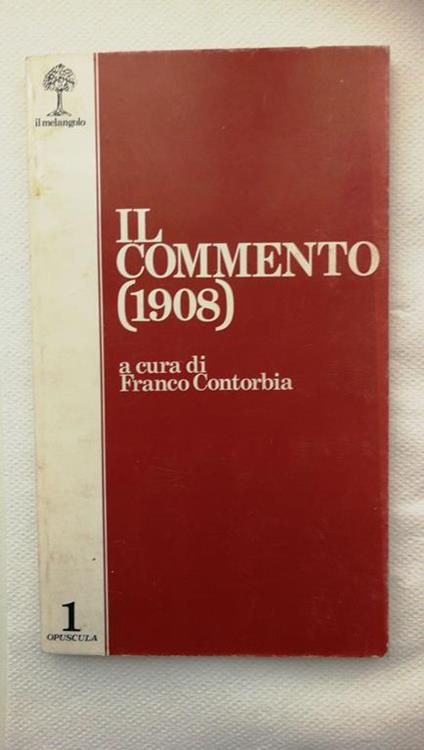 il melangolo
IL
COMMENTO
(1908)
a cura di
Franco Contorbia
1
OPUSCULA